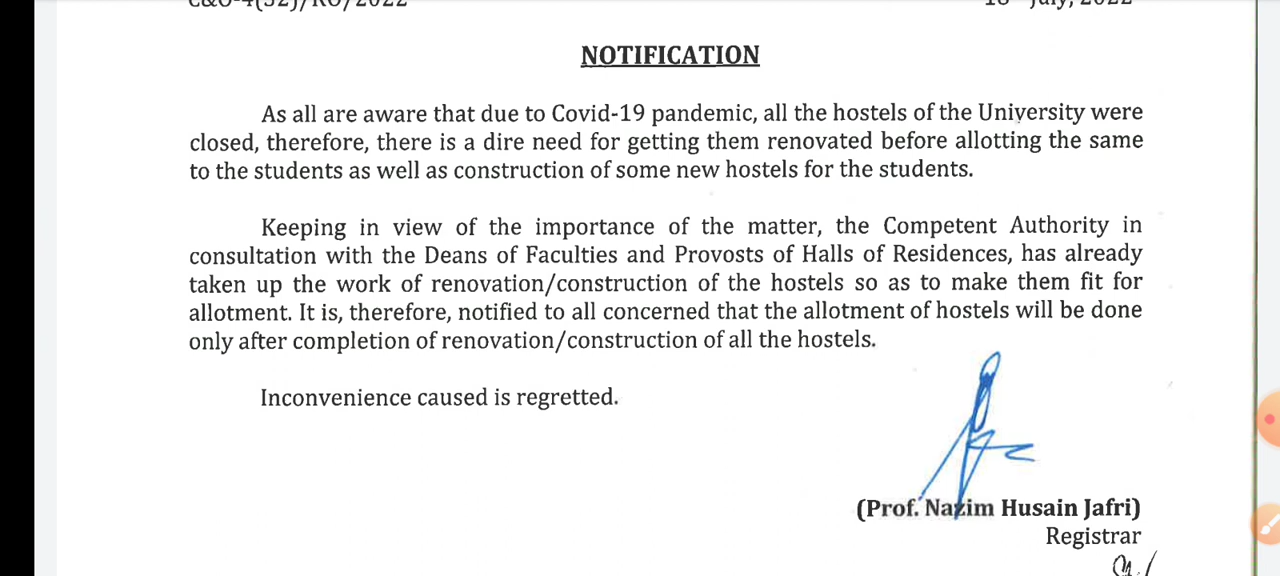 NOTIFICATION
As all are aware that due to Covid-19 pandemic, all the hostels of the University were
closed, therefore, there is a dire need for getting them renovated before allotting the same
to the students as well as construction of some new hostels for the students.
Keeping in view of the importance of the matter, the Competent Authority in
consultation with the Deans of Faculties and Provosts of Halls of Residences, has already
taken up the work of renovation/construction of the hostels so as to make them fit for
allotment. It is, therefore, notified to all concerned that the allotment of hostels will be done
only after completion of renovation/construction of all the hostels.
Inconvenience caused is regretted.
(Prof. Nazim Husain Jafri)
Registrar